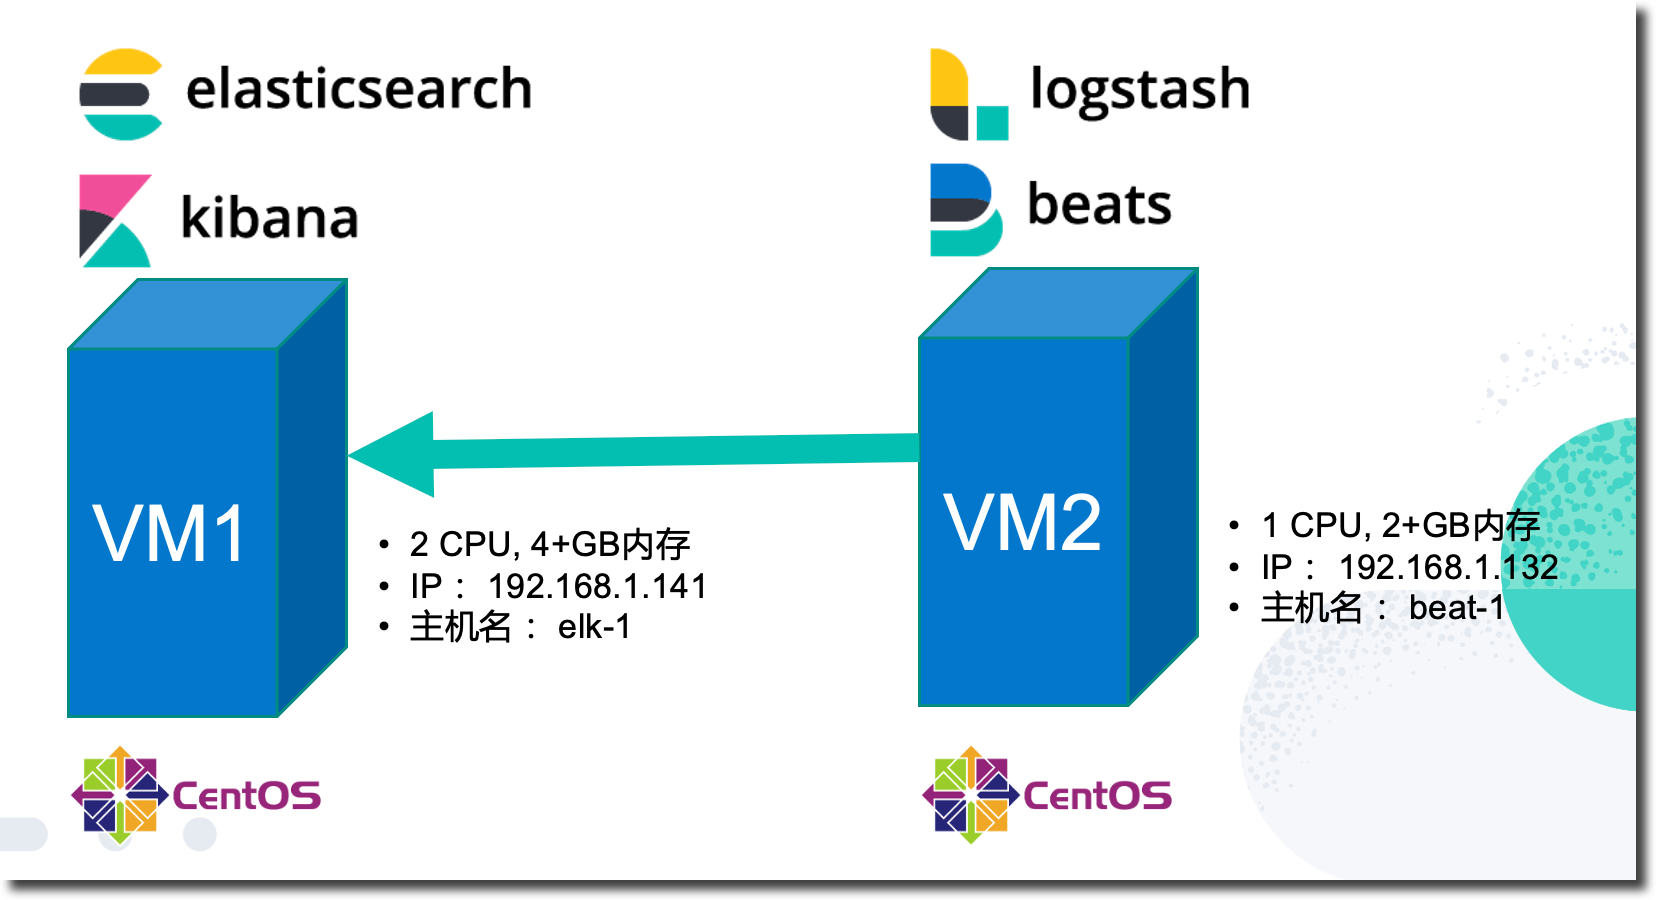 elasticsearch
kibana
logstash
beats
VM1
• 2 CPU, 4+GB内存
• IP： 192.168.1.141
• 主机名： elk-1
VM2
• 1 CPU, 2+GB内存
• IP： 192.168.1.132
• 主机名： beat-1
CentOS
CentOS